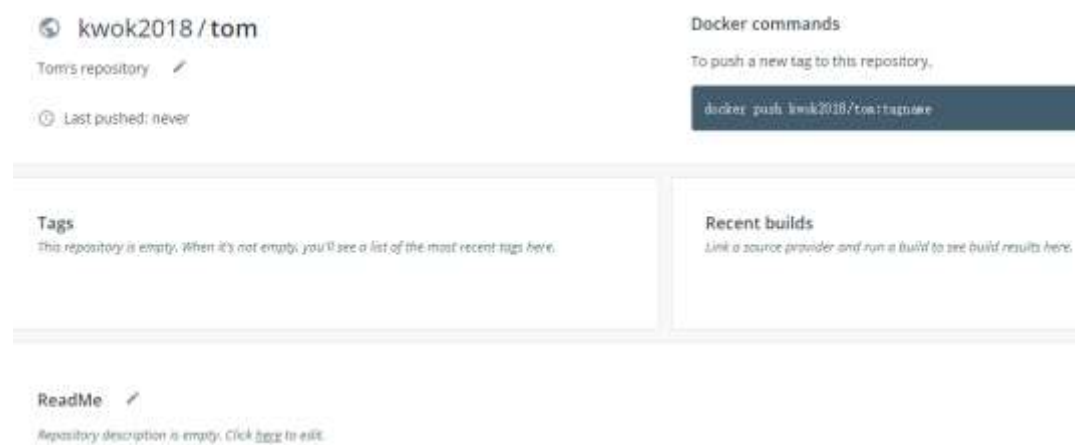 kwok2018/tom
Tom's repository
Last pushed: never
Docker commands
To push a new tag to this repository,
docker push kwok2018/tom:tagname
Tags
This repository is empty. When it's not empty, you'll see a list of the most recent tags here.
Recent builds
Link a source provider and run a build to see build results here.
ReadMe
Repository description is empty. Click here to edit.